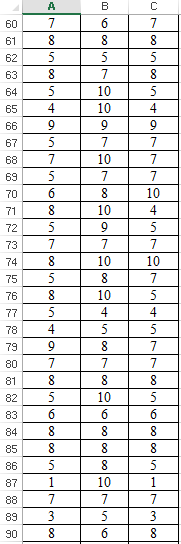 A B C
60 7 6 7
61 8 8 8
62 5 5 5
63 8 7 8
64 5 10 5
65 4 10 4
66 9 9 9
67 5 7 7
68 7 10 7
69 5 7 7
70 6 8 10
71 8 10 4
72 5 9 5
73 7 7 7
74 8 10 10
75 5 8 7
76 8 10 5
77 5 4 4
78 4 5 5
79 9 8 7
80 7 7 7
81 8 8 8
82 5 10 5
83 6 6 6
84 8 8 8
85 8 8 8
86 5 8 5
87 1 10 1
88 7 7 7
89 3 5 3
90 8 6 8